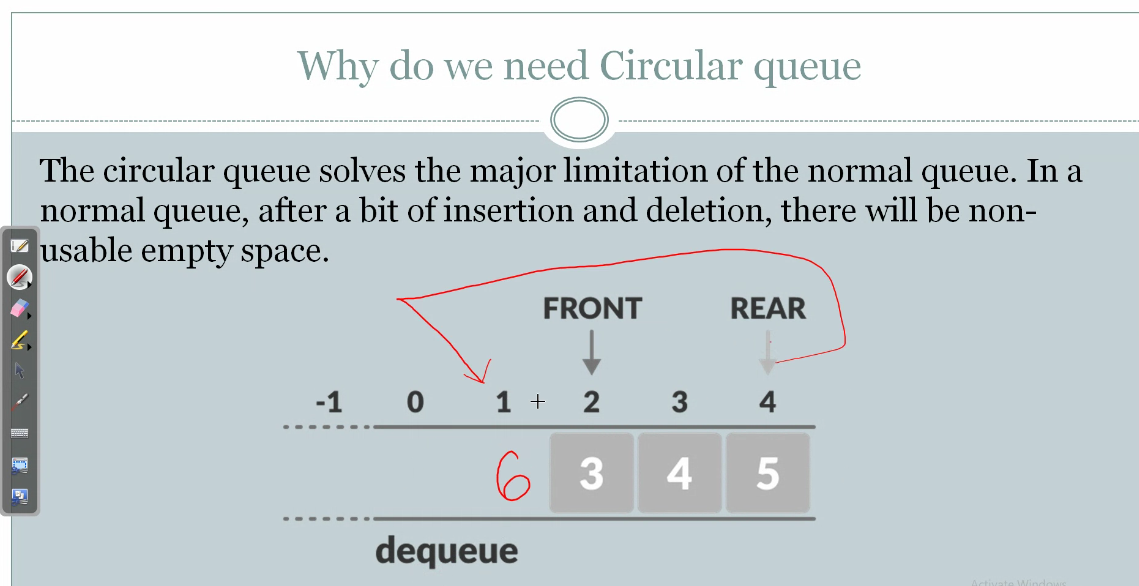 Why do we need Circular queue
The circular queue solves the major limitation of the normal queue. In a
normal queue, after a bit of insertion and deletion, there will be non-
usable empty space.
FRONT REAR
-1 0 1 2 3 4
6 3 4 5
dequeue
Activate Windows